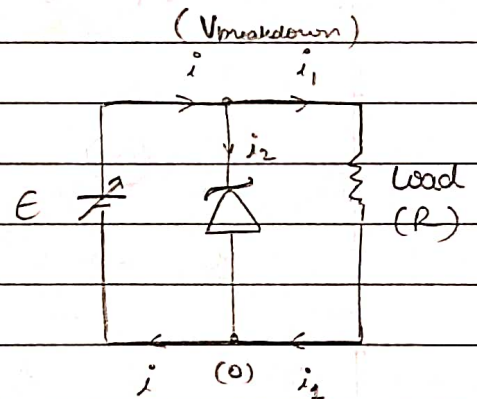 (Vbreakdown)
i i₁
i₂
E Load
(R)
i (0) i₁